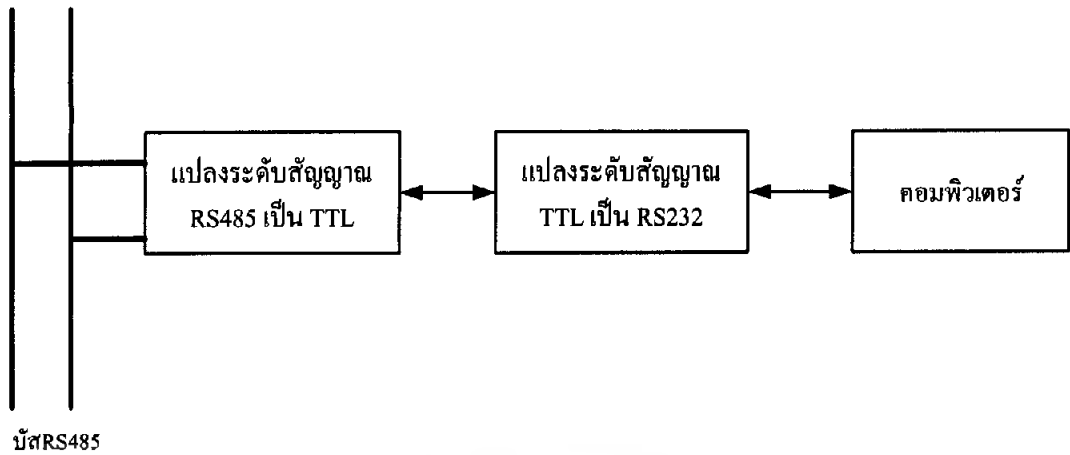 แปลงระดับสัญญาณ
RS485 เป็น TTL
แปลงระดับสัญญาณ
TTL เป็น RS232
คอมพิวเตอร์
บัสRS485